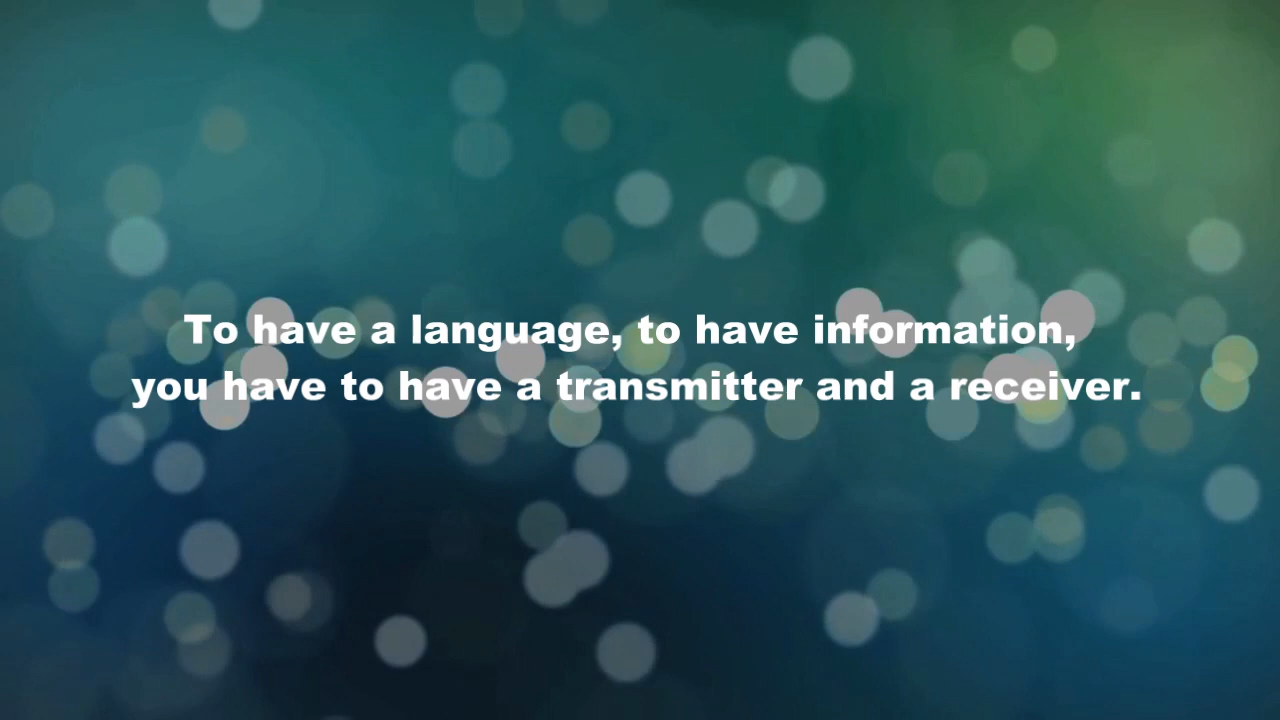 To have a language, to have information,
you have to have a transmitter and a receiver.